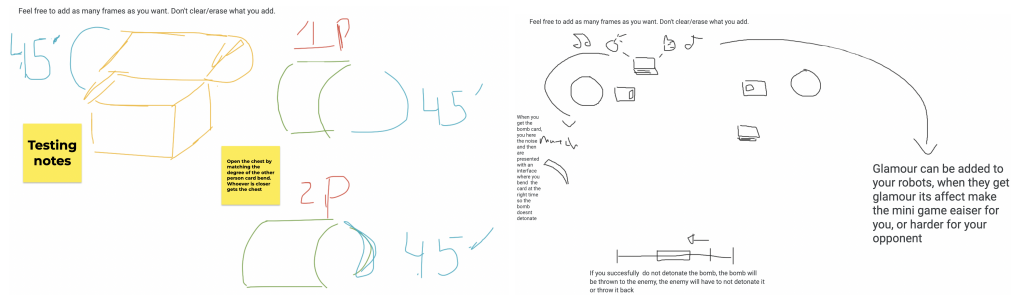 Feel free to add as many frames as you want. Don't clear/erase what you add.
45°
Testing
notes
1P
45°
Open the chest by
matching the
degree of the other
person card bend.
Whoever is closer
gets the chest
2P
45°
Feel free to add as many frames as you want. Don't clear/erase what you add.
When you
get the
bomb card,
you here
the noise
and then
are
presented
with an
interface
where you
bend the
card at the
right time
so the
bomb
doesnt
detonate
Glamour can be added to
your robots, when they get
glamour its affect make
the mini game eaiser for
you, or harder for your
opponent
If you succesfully do not detonate the bomb, the bomb will
be thrown to the enemy, the enemy will have to not detonate it
or throw it back